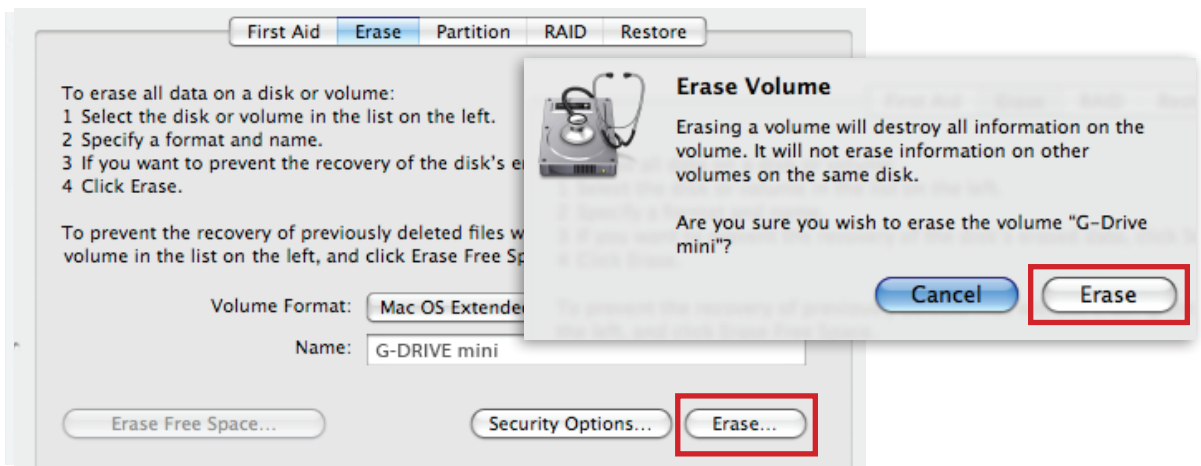 First Aid Erase Partition RAID Restore
To erase all data on a disk or volume:
1 Select the disk or volume in the list on the left.
2 Specify a format and name.
3 If you want to prevent the recovery of the disk's
4 Click Erase.
To prevent the recovery of previously deleted files
volume in the list on the left, and click Erase Free
Volume Format: Mac OS Extended
Name: G-DRIVE mini
Erase Free Space... Security Options... Erase...
Erase Volume
Erasing a volume will destroy all information on the
volume. It will not erase information on other
volumes on the same disk.
Are you sure you wish to erase the volume "G-Drive
mini"?
Cancel Erase